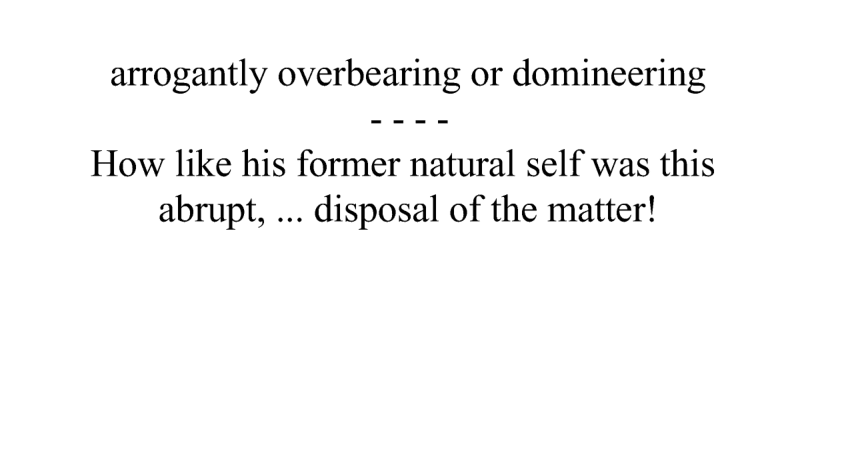 arrogantly overbearing or domineering
- - - -
How like his former natural self was this
abrupt, ... disposal of the matter!